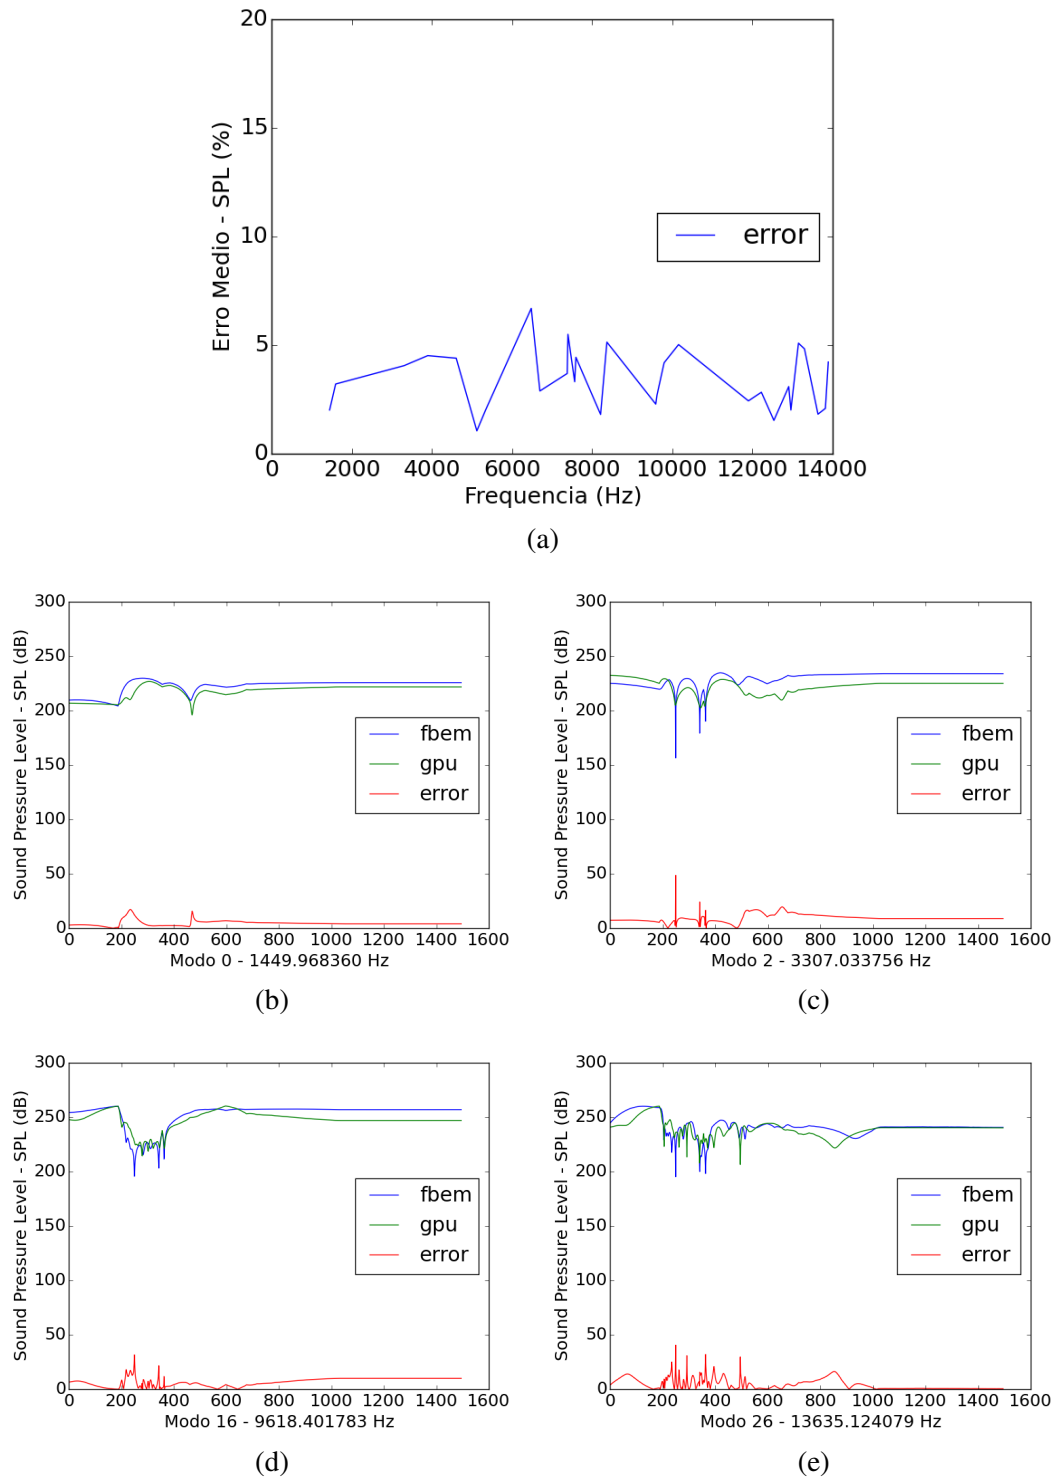 20
15
10
5
0
Erro Medio - SPL (%)
error
0 2000 4000 6000 8000 10000 12000 14000
Frequencia (Hz)
(a)
300
250
200
150
100
50
0
Sound Pressure Level - SPL (dB)
fbem
gpu
error
0 200 400 600 800 1000 1200 1400 1600
Modo 0 - 1449.968360 Hz
(b)
300
250
200
150
100
50
0
Sound Pressure Level - SPL (dB)
fbem
gpu
error
0 200 400 600 800 1000 1200 1400 1600
Modo 2 - 3307.033756 Hz
(c)
300
250
200
150
100
50
0
Sound Pressure Level - SPL (dB)
fbem
gpu
error
0 200 400 600 800 1000 1200 1400 1600
Modo 16 - 9618.401783 Hz
(d)
300
250
200
150
100
50
0
Sound Pressure Level - SPL (dB)
fbem
gpu
error
0 200 400 600 800 1000 1200 1400 1600
Modo 26 - 13635.124079 Hz
(e)